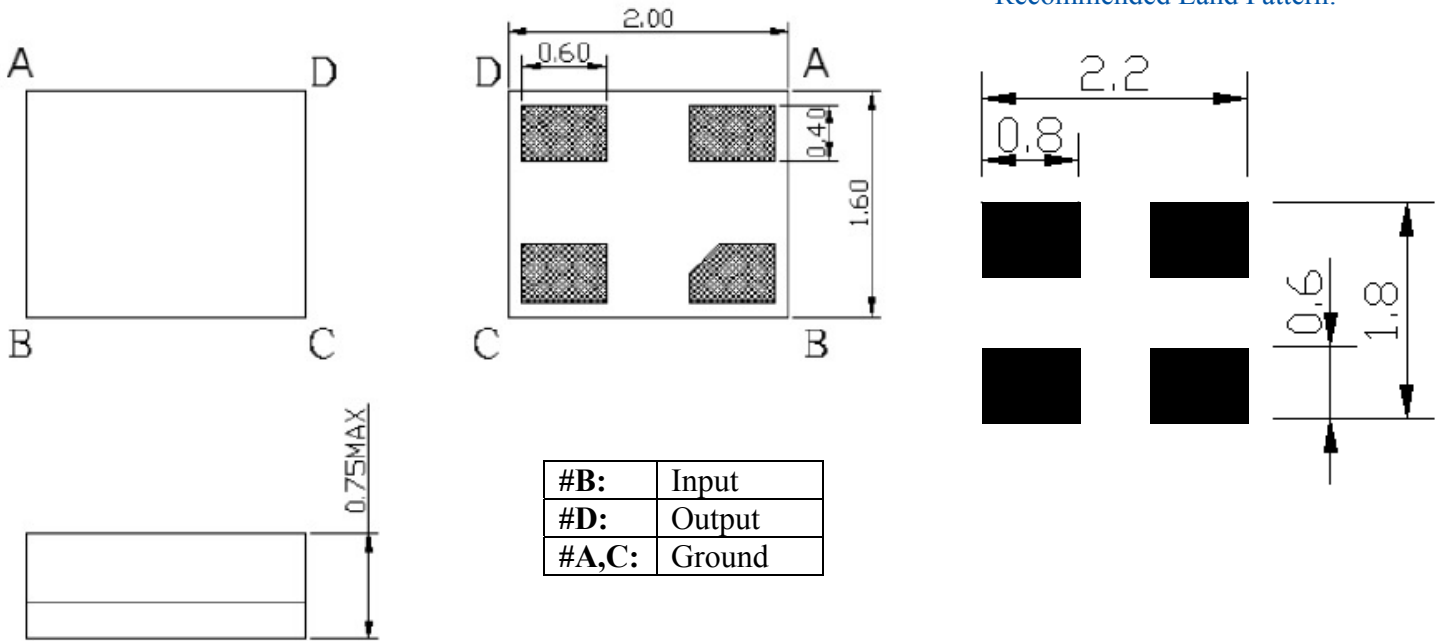 Recommended Land Pattern:
2.00
0.60
A
D
D
A
0.40
1.60
B
C
C
B
2.2
0.8
0.6
1.8
0.75MAX
#B: Input
#D: Output
#A,C: Ground